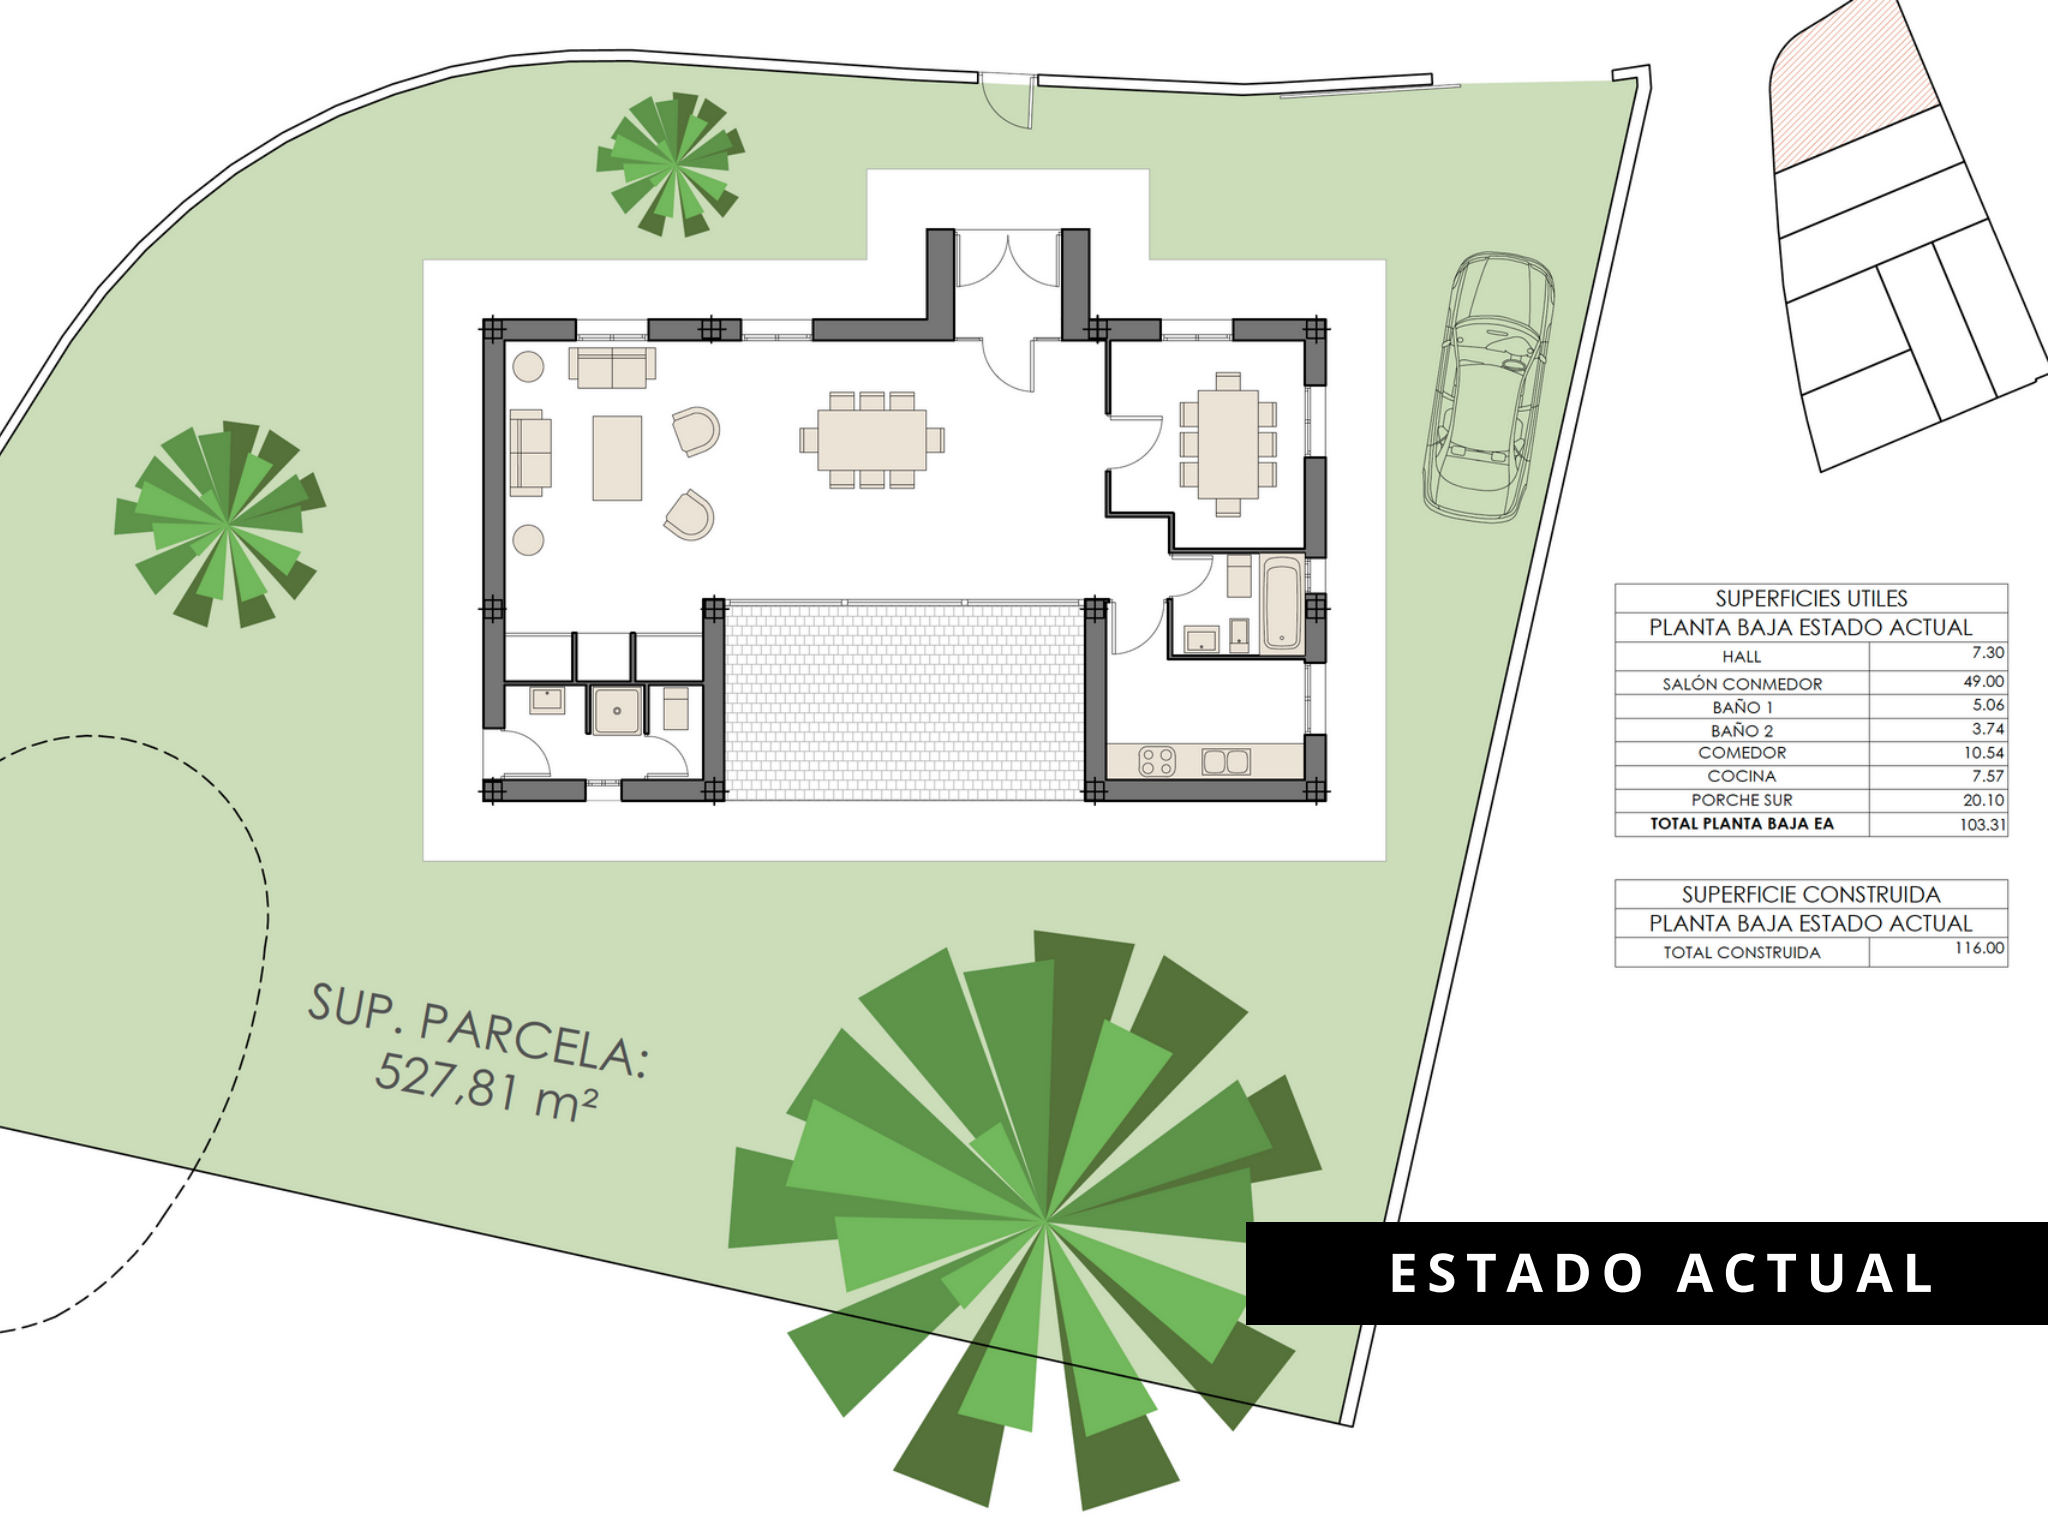 SUPERFICIES UTILES
PLANTA BAJA ESTADO ACTUAL
HALL 7.30
SALÓN CONMEDOR 49.00
BAÑO 1 5.06
BAÑO 2 3.74
COMEDOR 10.54
COCINA 7.57
PORCHE SUR 20.10
TOTAL PLANTA BAJA EA 103.31
SUPERFICIE CONSTRUIDA
PLANTA BAJA ESTADO ACTUAL
TOTAL CONSTRUIDA 116.00
SUP. PARCELA:
527,81 m²
ESTADO ACTUAL